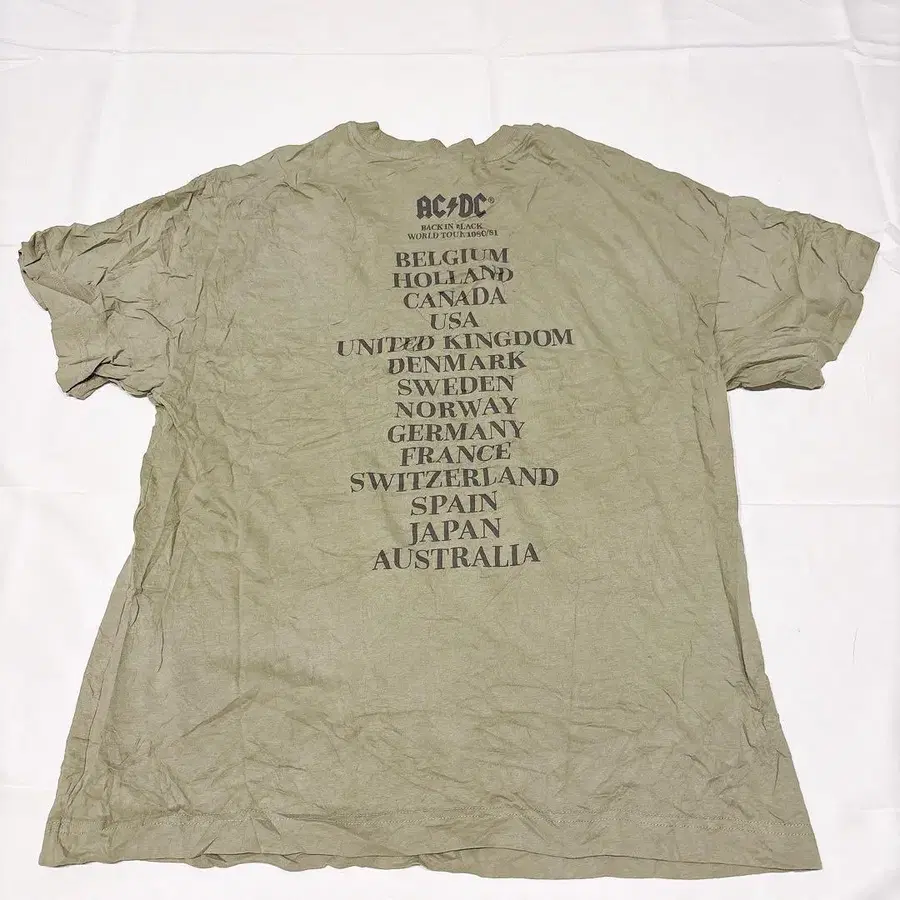 AC⚡DC®
BACK IN BLACK
WORLD TOUR 1980/81
BELGIUM
HOLLAND
CANADA
USA
UNITED KINGDOM
DENMARK
SWEDEN
NORWAY
GERMANY
FRANCE
SWITZERLAND
SPAIN
JAPAN
AUSTRALIA